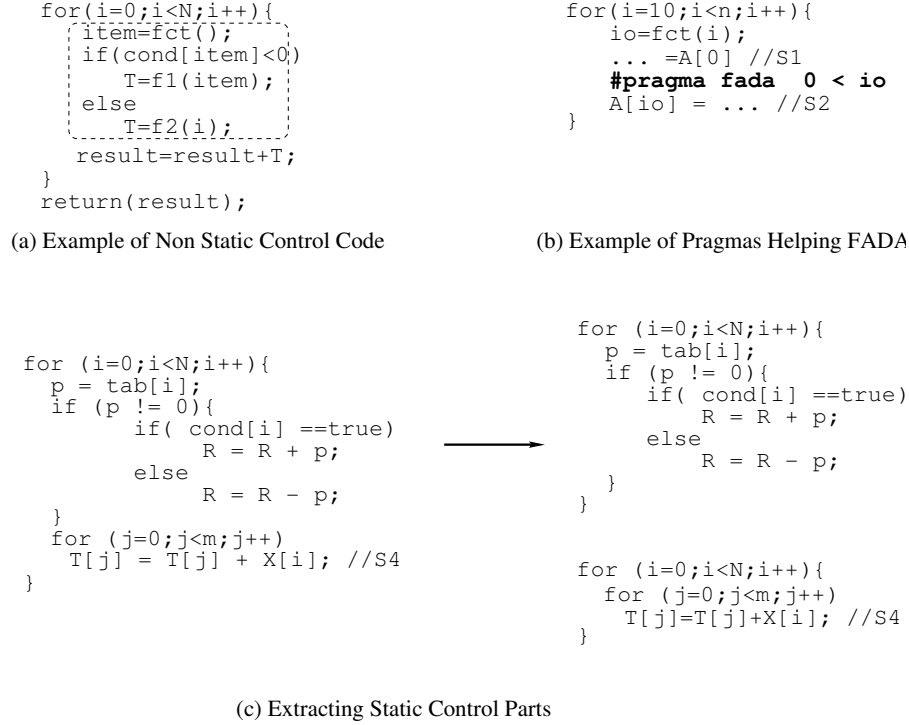 for(i=0;i<N;i++){
item=fct();
if(cond[item]<0)
T=f1(item);
else
T=f2(i);
result=result+T;
}
return(result);
(a) Example of Non Static Control Code
for(i=10;i<n;i++){
io=fct(i);
... =A[0] //S1
#pragma fada 0 < io
A[io] = ... //S2
}
(b) Example of Pragmas Helping FADA
for (i=0;i<N;i++){
p = tab[i];
if (p != 0){
if( cond[i] ==true)
R = R + p;
else
R = R - p;
}
for (j=0;j<m;j++)
T[j] = T[j] + X[i]; //S4
}
for (i=0;i<N;i++){
p = tab[i];
if (p != 0){
if( cond[i] ==true)
R = R + p;
else
R = R - p;
}
}
for (i=0;i<N;i++){
for (j=0;j<m;j++)
T[j]=T[j]+X[i]; //S4
}
(c) Extracting Static Control Parts